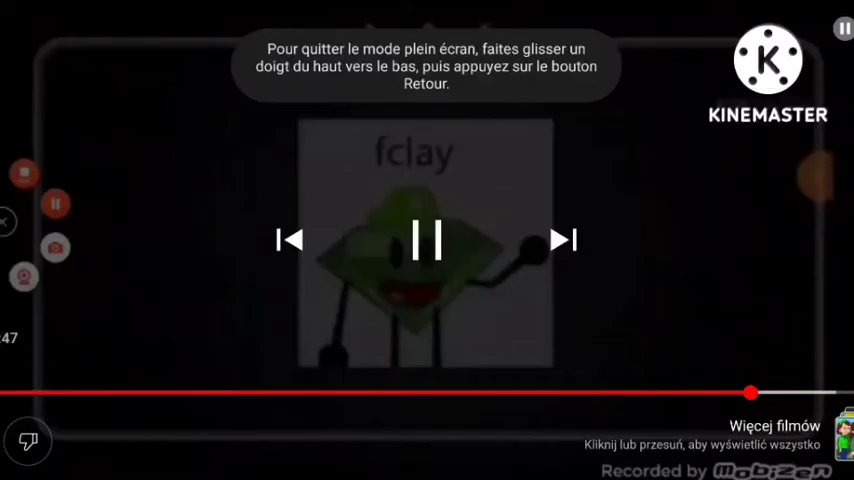 Pour quitter le mode plein écran, faites glisser un
doigt du haut vers le bas, puis appuyez sur le bouton
Retour.
K
KINEMASTER
fclay
:47
Więcej filmów
Kliknij lub przesuń, aby wyświetlić wszystko
Recorded by Mobizen